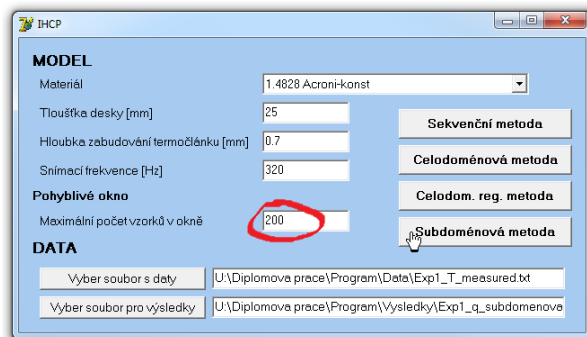 IHCP
MODEL
Materiál 1.4828 Acroni-konst
Tloušťka desky [mm] 25
Hloubka zabudování termočlánku [mm] 0.7
Snímací frekvence [Hz] 320
Pohyblivé okno
Maximální počet vzorků v okně 200
Sekvenční metoda
Celodoménová metoda
Celodom. reg. metoda
Subdoménová metoda
DATA
Vyber soubor s daty U:\Diplomova prace\Program\Data\Exp1_T_measured.txt
Vyber soubor pro výsledky U:\Diplomova prace\Program\Vysledky\Exp1_q_subdomenova